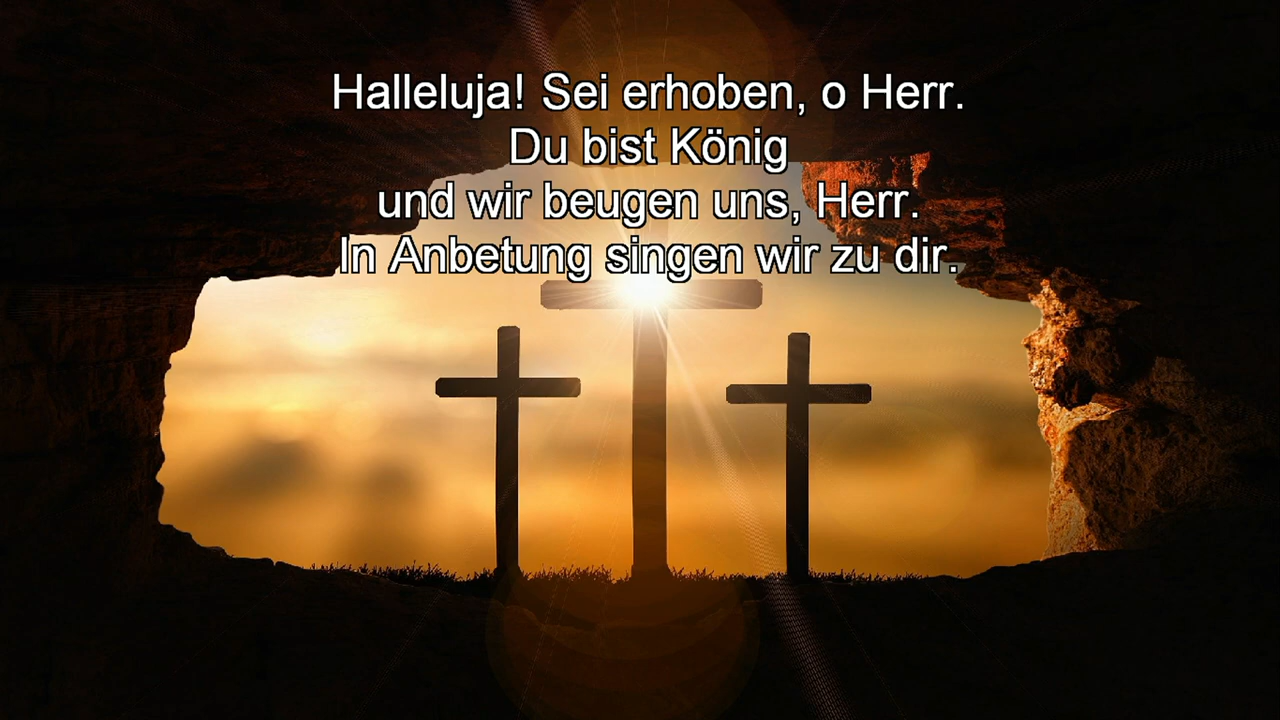 Halleluja! Sei erhoben, o Herr.
Du bist König
und wir beugen uns, Herr.
In Anbetung singen wir zu dir.